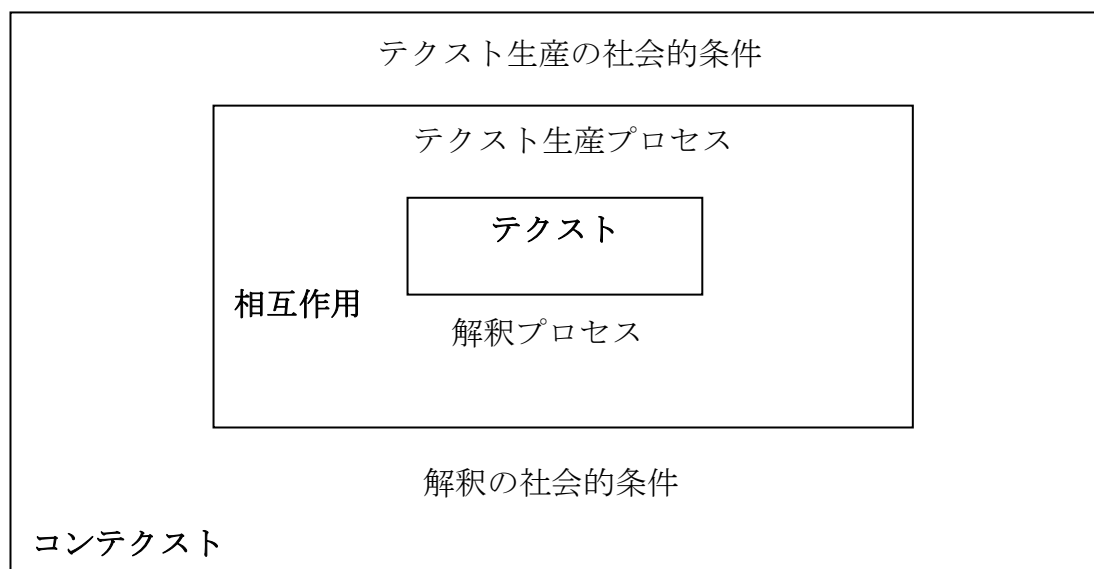 テクスト生産の社会的条件
テクスト生産プロセス
テクスト
相互作用
解釈プロセス
解釈の社会的条件
コンテクスト